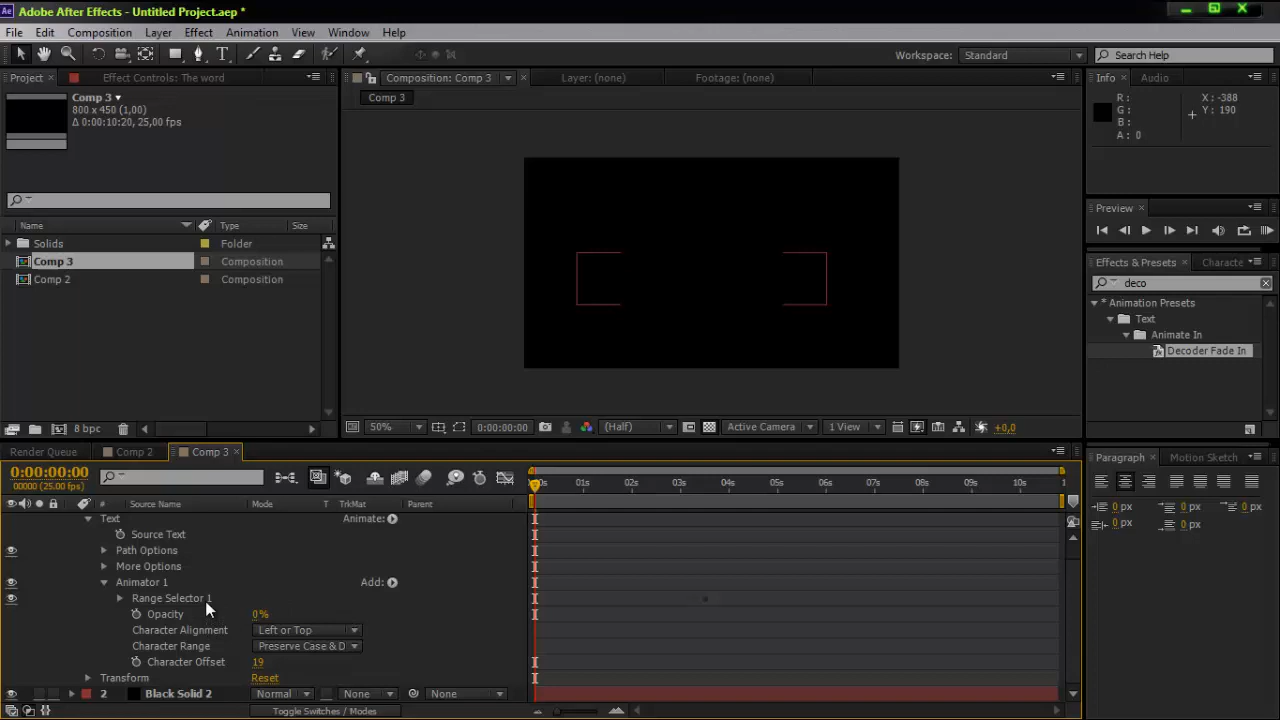 Adobe After Effects - Untitled Project.aep *
File Edit Composition Layer Effect Animation View Window Help
Workspace: Standard Search Help
Project Effect Controls: The word
Composition: Comp 3 Layer: (none) Footage: (none)
Info Audio
Comp 3
800 x 450 (1,00)
Δ 0:00:10:20, 25,00 fps
Comp 3
R :
G :
B :
A : 0
X : -388
Y : 190
Preview
Name Type Size
Solids Folder
Comp 3 Composition
Comp 2 Composition
Effects & Presets Characte
deco
* Animation Presets
Text
Animate In
Decoder Fade In
8 bpc
50% 0:00:00:00 (Half) Active Camera 1 View +0,0
Render Queue Comp 2 Comp 3
Paragraph Motion Sketch
0:00:00:00
00000 (25.00 fps)
# Source Name Mode T TrkMat Parent
01s 02s 03s 04s 05s 06s 07s 08s 09s 10s
Text Animate:
Source Text
Path Options
More Options
Animator 1 Add:
Range Selector 1
Opacity 0%
Character Alignment Left or Top
Character Range Preserve Case & D
Character Offset 19
Transform Reset
2 Black Solid 2 Normal None None
Toggle Switches / Modes
0 px 0 px 0 px
0 px 0 px